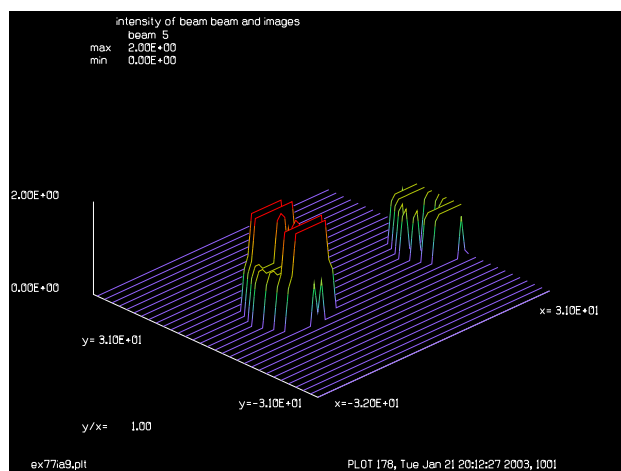 intensity of beam beam and images
beam 5
max 2.00E+00
min 0.00E+00
2.00E+00
0.00E+00
y= 3.10E+01
x= 3.10E+01
y=-3.10E+01 x=-3.20E+01
y/x= 1.00
ex77ia9.plt PLOT 178, Tue Jan 21 20:12:27 2003, 1001